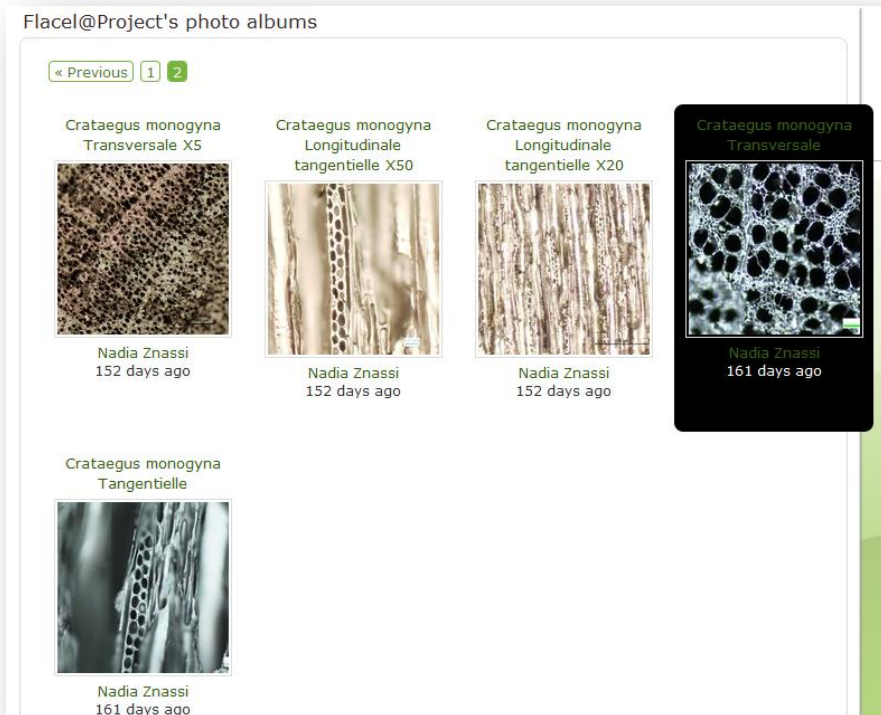 Flacel@Project's photo albums
« Previous 1 2
Crataegus monogyna
Transversale X5
Nadia Znassi
152 days ago
Crataegus monogyna
Longitudinale
tangentielle X50
Nadia Znassi
152 days ago
Crataegus monogyna
Longitudinale
tangentielle X20
Nadia Znassi
152 days ago
Crataegus monogyna
Transversale
Nadia Znassi
161 days ago
Crataegus monogyna
Tangentielle
Nadia Znassi
161 days ago